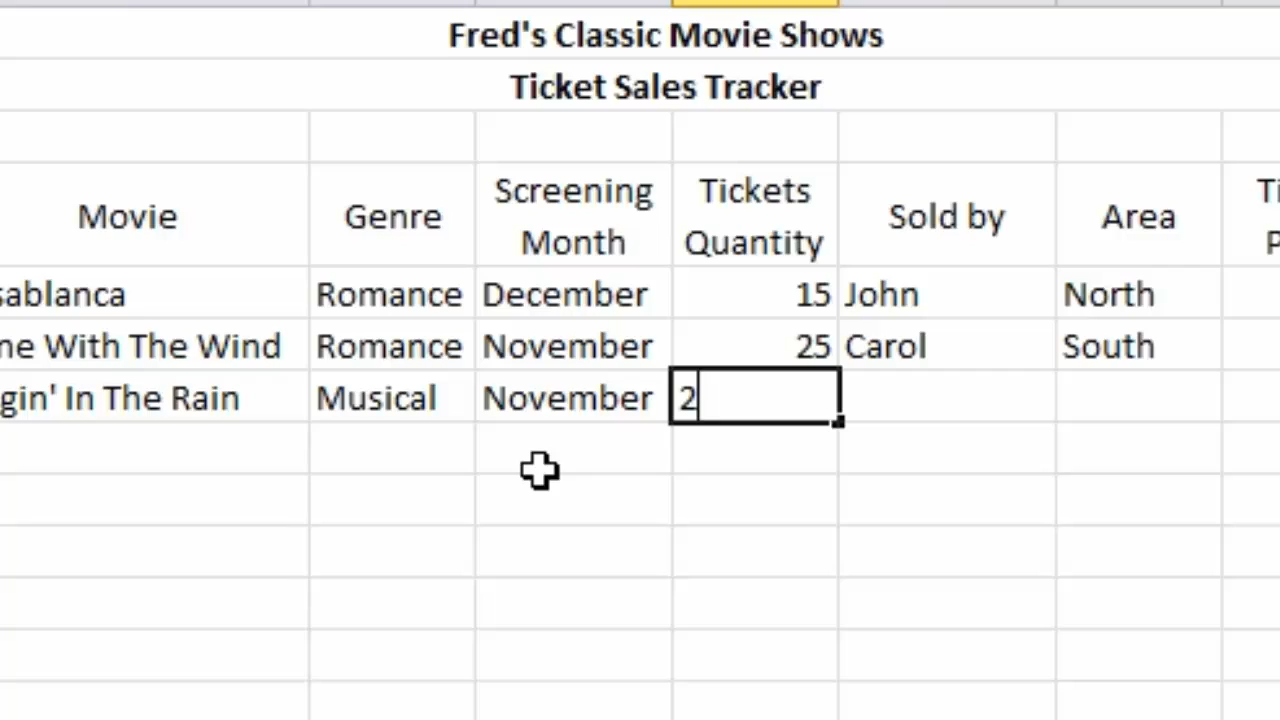 Fred's Classic Movie Shows
Ticket Sales Tracker
Movie Genre Screening Month Tickets Quantity Sold by Area
sablanca Romance December 15 John North
ne With The Wind Romance November 25 Carol South
gin' In The Rain Musical November 2